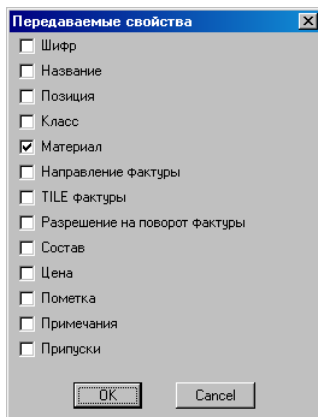 Передаваемые свойства
Шифр
Название
Позиция
Класс
Материал
Направление фактуры
TILE фактуры
Разрешение на поворот фактуры
Состав
Цена
Пометка
Примечания
Припуски
OK Cancel